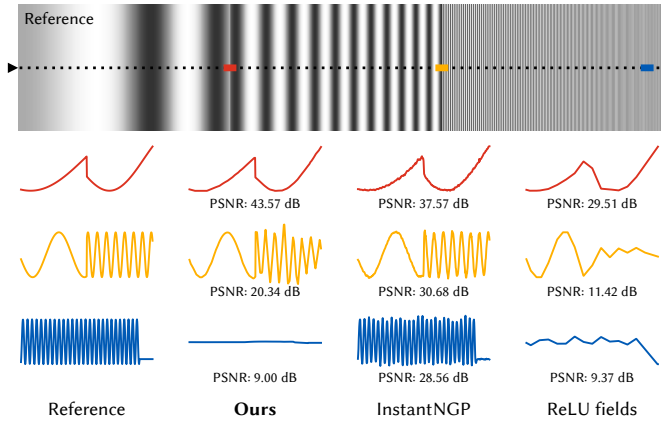 Reference
PSNR: 43.57 dB PSNR: 37.57 dB PSNR: 29.51 dB
PSNR: 20.34 dB PSNR: 30.68 dB PSNR: 11.42 dB
PSNR: 9.00 dB PSNR: 28.56 dB PSNR: 9.37 dB
Reference Ours InstantNGP ReLU fields